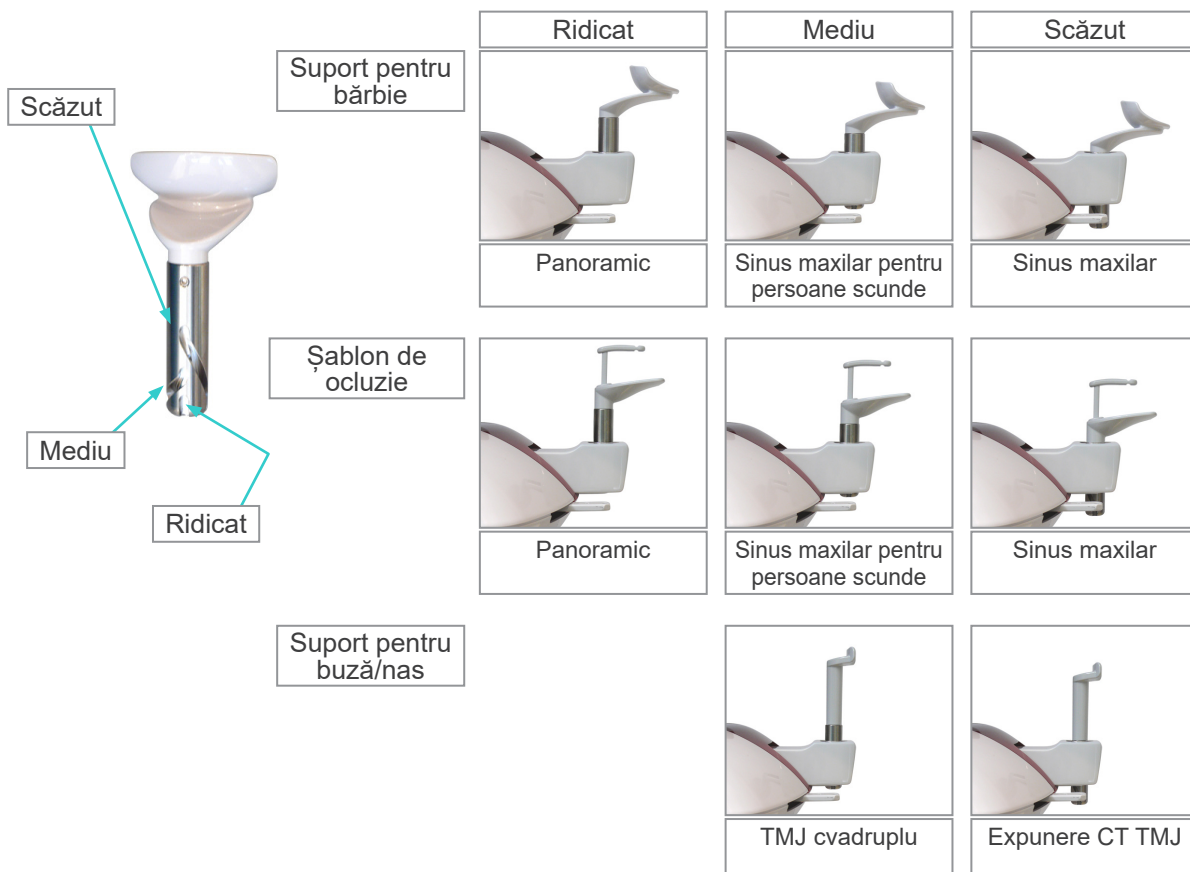 Ridicat
Mediu
Scăzut
Suport pentru
bărbie
Scăzut
Panoramic
Sinus maxilar pentru
persoane scunde
Sinus maxilar
Șablon de
ocluzie
Mediu
Ridicat
Panoramic
Sinus maxilar pentru
persoane scunde
Sinus maxilar
Suport pentru
buză/nas
TMJ cvadruplu
Expunere CT TMJ